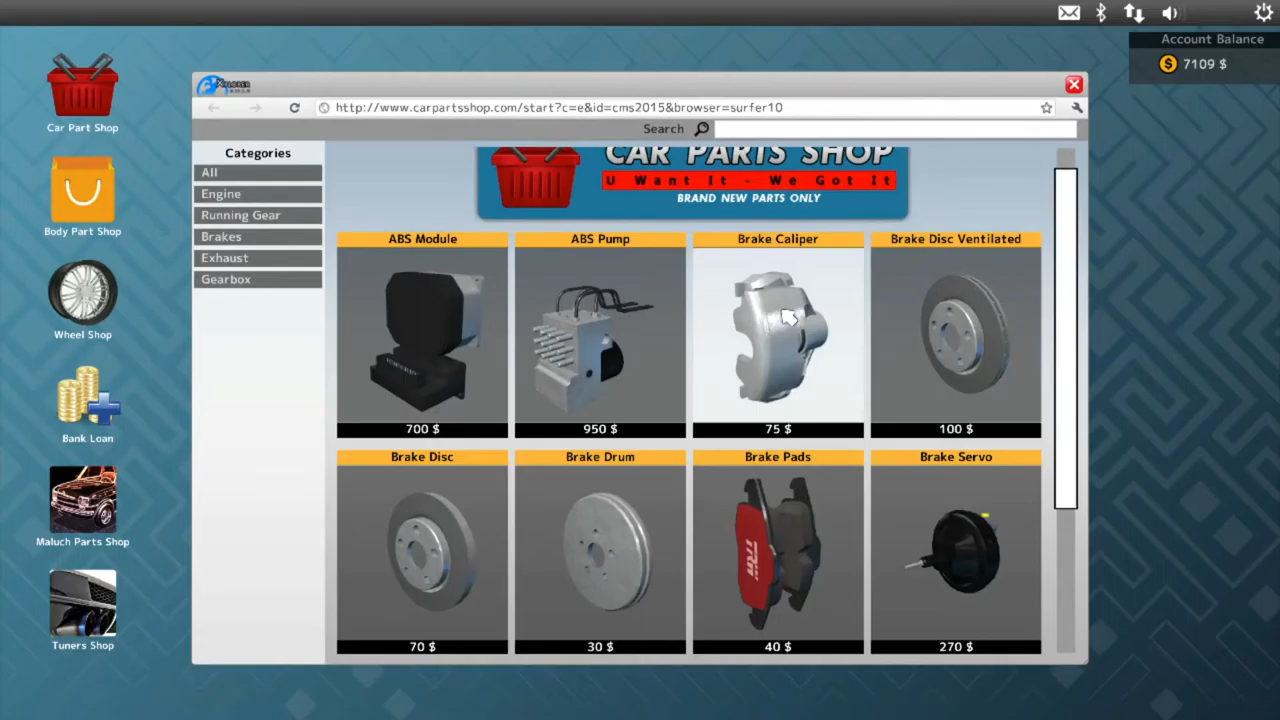 Account Balance
7109 $
Car Part Shop
Body Part Shop
Wheel Shop
Bank Loan
Maluch Parts Shop
Tuners Shop
XPLORER
http://www.carpartsshop.com/start?c=e&id=cms2015&browser=surfer10
Search
Categories
All
Engine
Running Gear
Brakes
Exhaust
Gearbox
CAR PARTS SHOP
U Want It - We Got It
BRAND NEW PARTS ONLY
ABS Module
ABS Pump
Brake Caliper
Brake Disc Ventilated
700 $
950 $
75 $
100 $
Brake Disc
Brake Drum
Brake Pads
Brake Servo
TRW
70 $
30 $
40 $
270 $